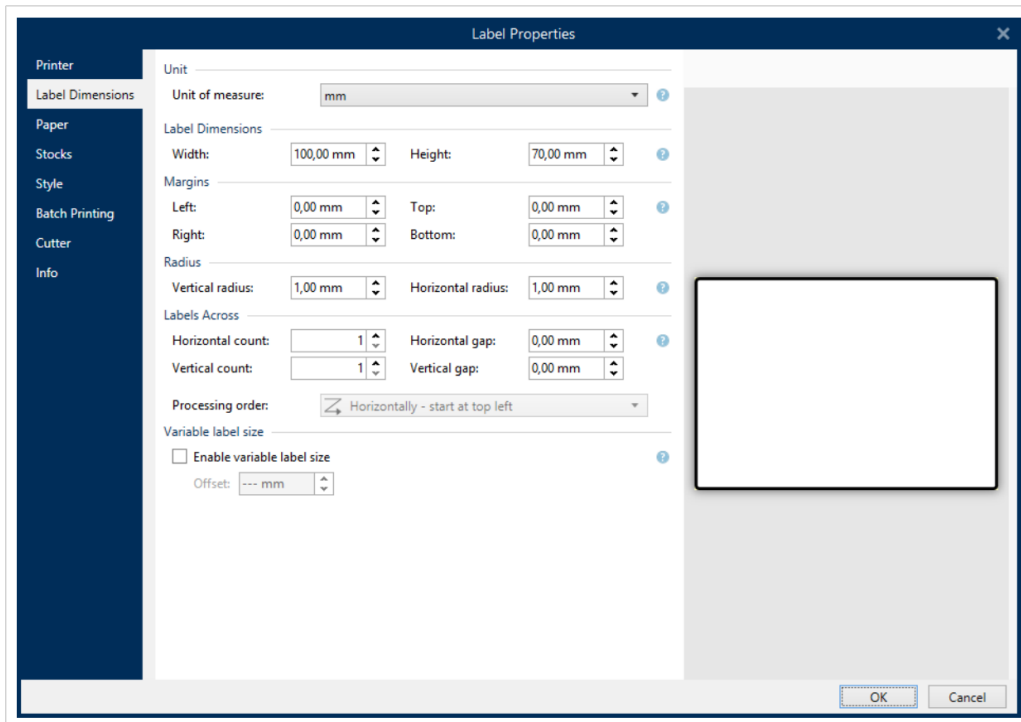 Label Properties
Printer
Label Dimensions
Paper
Stocks
Style
Batch Printing
Cutter
Info
Unit
Unit of measure: mm
Label Dimensions
Width: 100,00 mm Height: 70,00 mm
Margins
Left: 0,00 mm Top: 0,00 mm
Right: 0,00 mm Bottom: 0,00 mm
Radius
Vertical radius: 1,00 mm Horizontal radius: 1,00 mm
Labels Across
Horizontal count: 1 Horizontal gap: 0,00 mm
Vertical count: 1 Vertical gap: 0,00 mm
Processing order: Horizontally - start at top left
Variable label size
Enable variable label size
Offset: --- mm
OK Cancel